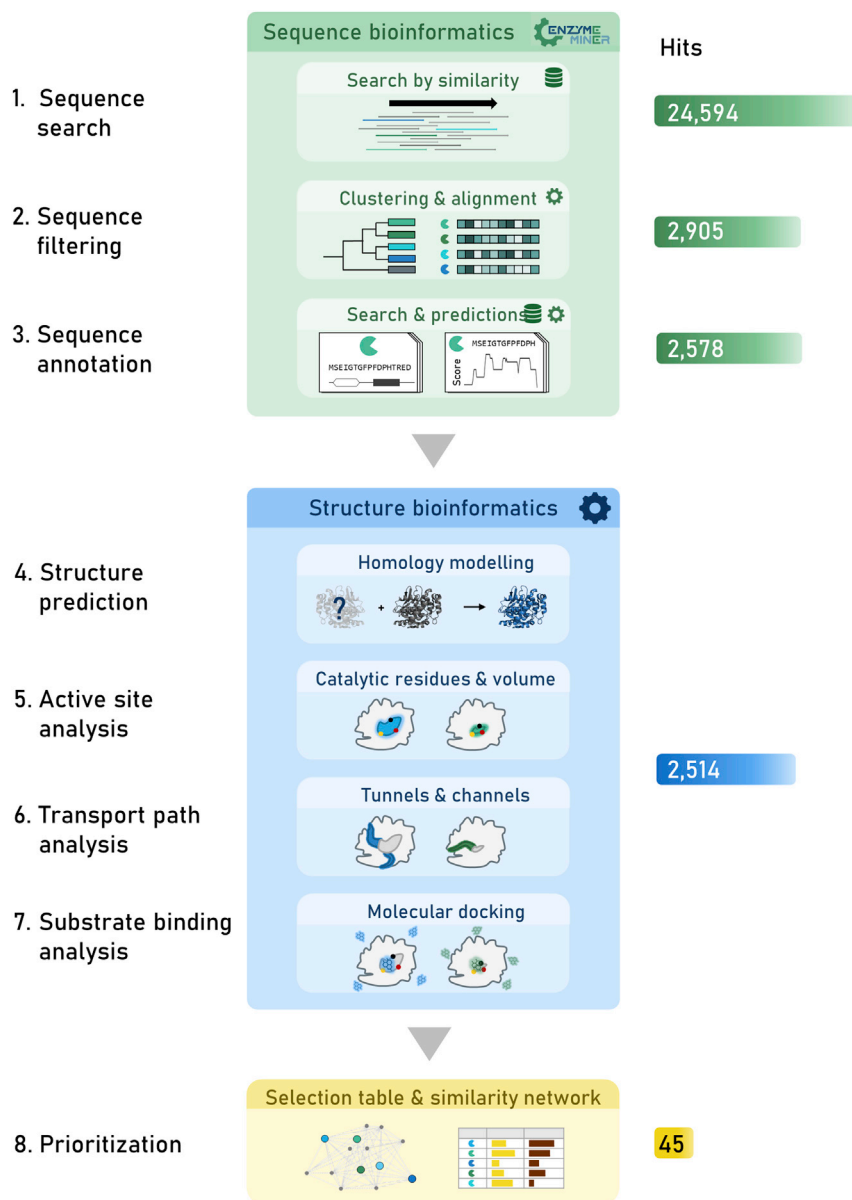 Sequence bioinformatics
ENZYME
MINER
Hits
1. Sequence
search
Search by similarity
24,594
2. Sequence
filtering
Clustering & alignment
2,905
3. Sequence
annotation
Search & predictions
MSEIGTGFPFDPHTRED
MSEIGTGFPFDPH
Score
2,578
Structure bioinformatics
4. Structure
prediction
Homology modelling
?
+
5. Active site
analysis
Catalytic residues & volume
2,514
6. Transport path
analysis
Tunnels & channels
7. Substrate binding
analysis
Molecular docking
Selection table & similarity network
8. Prioritization
45